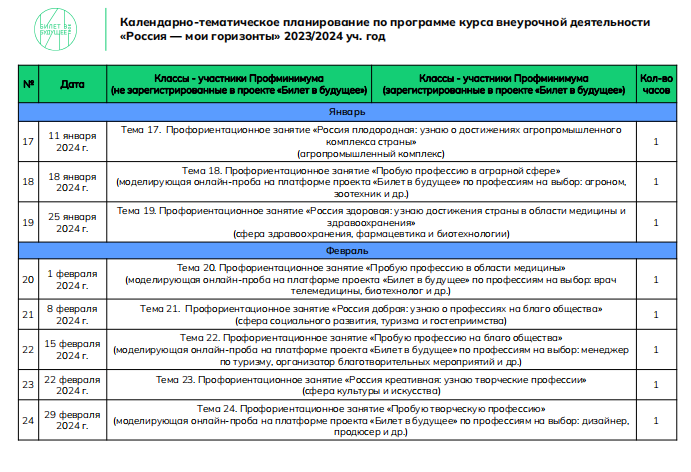 БИЛЕТ В
БУДУЩЕЕ
Календарно-тематическое планирование по программе курса внеурочной деятельности
«Россия — мои горизонты» 2023/2024 уч. год
№
Дата
Классы - участники Профминимума
(не зарегистрированные в проекте «Билет в будущее»)
Классы - участники Профминимума
(зарегистрированные в проекте «Билет в будущее»)
Кол-во
часов
Январь
17
11 января
2024 г.
Тема 17. Профориентационное занятие «Россия плодородная: узнаю о достижениях агропромышленного
комплекса страны»
(агропромышленный комплекс)
1
18
18 января
2024 г.
Тема 18. Профориентационное занятие «Пробую профессию в аграрной сфере»
(моделирующая онлайн-проба на платформе проекта «Билет в будущее» по профессиям на выбор: агроном,
зоотехник и др.)
1
19
25 января
2024 г.
Тема 19. Профориентационное занятие «Россия здоровая: узнаю достижения страны в области медицины и
здравоохранения»
(сфера здравоохранения, фармацевтика и биотехнологии)
1
Февраль
20
1 февраля
2024 г.
Тема 20. Профориентационное занятие «Пробую профессию в области медицины»
(моделирующая онлайн-проба на платформе проекта «Билет в будущее» по профессиям на выбор: врач
телемедицины, биотехнолог и др.)
1
21
8 февраля
2024 г.
Тема 21. Профориентационное занятие «Россия добрая: узнаю о профессиях на благо общества»
(сфера социального развития, туризма и гостеприимства)
1
22
15 февраля
2024 г.
Тема 22. Профориентационное занятие «Пробую профессию на благо общества»
(моделирующая онлайн-проба на платформе проекта «Билет в будущее» по профессиям на выбор: менеджер
по туризму, организатор благотворительных мероприятий и др.)
1
23
22 февраля
2024 г.
Тема 23. Профориентационное занятие «Россия креативная: узнаю творческие профессии»
(сфера культуры и искусства)
1
24
29 февраля
2024 г.
Тема 24. Профориентационное занятие «Пробую творческую профессию»
(моделирующая онлайн-проба на платформе проекта «Билет в будущее» по профессиям на выбор: дизайнер,
продюсер и др.)
1